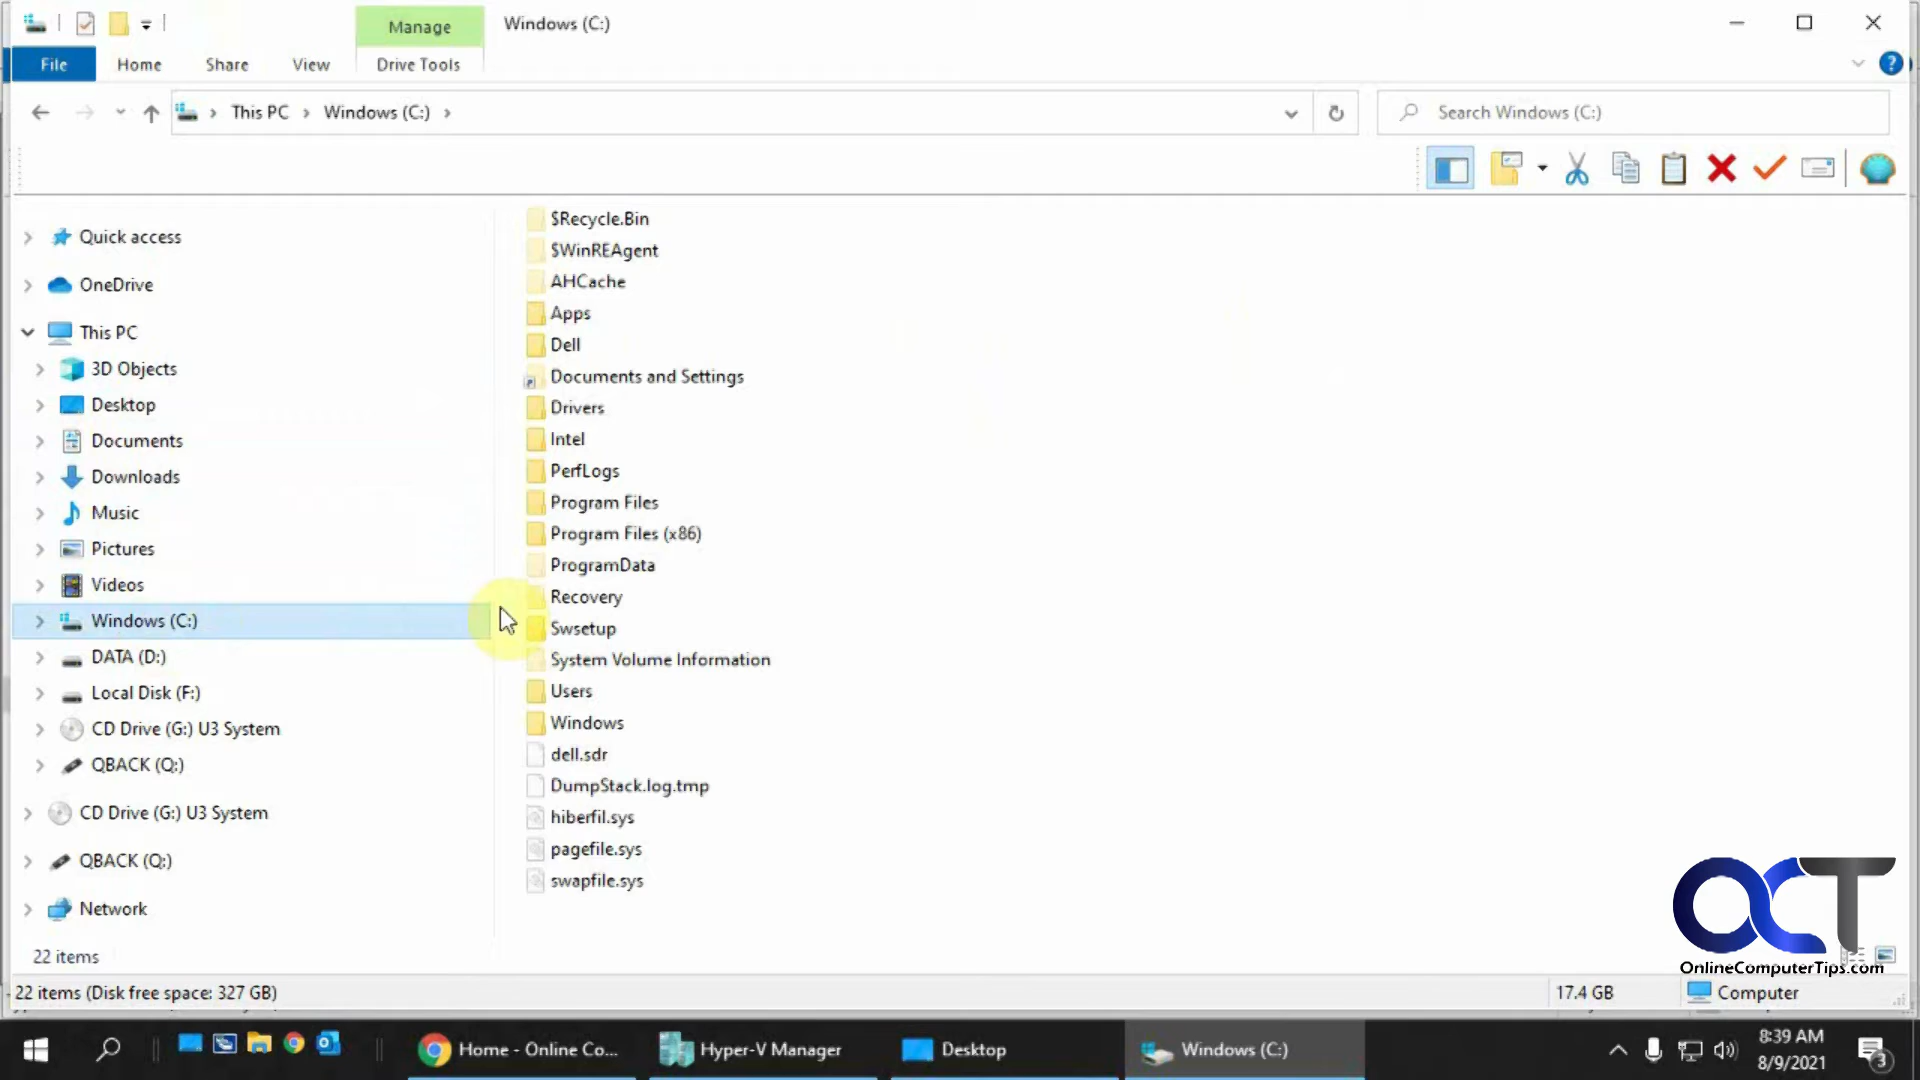 Manage
Windows (C:)
File
Home
Share
View
Drive Tools
This PC
Windows (C:)
Search Windows (C:)
Quick access
OneDrive
This PC
3D Objects
Desktop
Documents
Downloads
Music
Pictures
Videos
Windows (C:)
DATA (D:)
Local Disk (F:)
CD Drive (G:) U3 System
QBACK (Q:)
CD Drive (G:) U3 System
QBACK (Q:)
Network
$Recycle.Bin
$WinREAgent
AHCache
Apps
Dell
Documents and Settings
Drivers
Intel
PerfLogs
Program Files
Program Files (x86)
ProgramData
Recovery
Swsetup
System Volume Information
Users
Windows
dell.sdr
DumpStack.log.tmp
hiberfil.sys
pagefile.sys
swapfile.sys
OCT
OnlineComputerTips.com
22 items
22 items (Disk free space: 327 GB)
17.4 GB
Computer
Home - Online Co...
Hyper-V Manager
Desktop
Windows (C:)
8:39 AM
8/9/2021
3